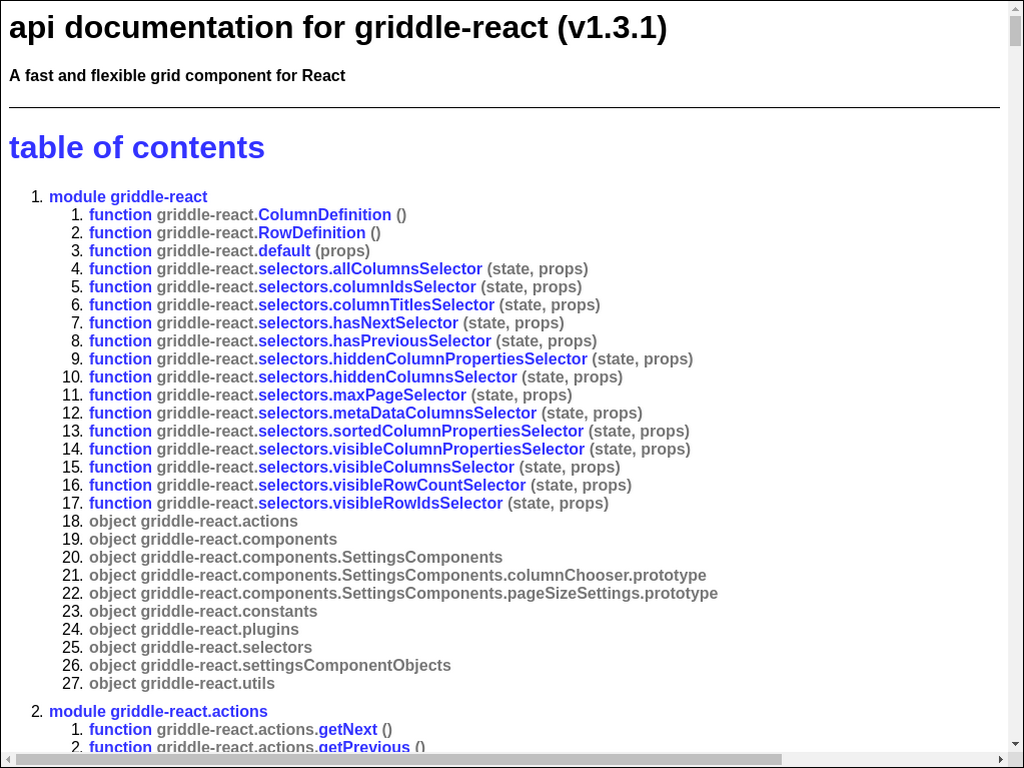 api documentation for griddle-react (v1.3.1)
A fast and flexible grid component for React
table of contents
1. module griddle-react
1. function griddle-react.ColumnDefinition ()
2. function griddle-react.RowDefinition ()
3. function griddle-react.default (props)
4. function griddle-react.selectors.allColumnsSelector (state, props)
5. function griddle-react.selectors.columnIdsSelector (state, props)
6. function griddle-react.selectors.columnTitlesSelector (state, props)
7. function griddle-react.selectors.hasNextSelector (state, props)
8. function griddle-react.selectors.hasPreviousSelector (state, props)
9. function griddle-react.selectors.hiddenColumnPropertiesSelector (state, props)
10. function griddle-react.selectors.hiddenColumnsSelector (state, props)
11. function griddle-react.selectors.maxPageSelector (state, props)
12. function griddle-react.selectors.metaDataColumnsSelector (state, props)
13. function griddle-react.selectors.sortedColumnPropertiesSelector (state, props)
14. function griddle-react.selectors.visibleColumnPropertiesSelector (state, props)
15. function griddle-react.selectors.visibleColumnsSelector (state, props)
16. function griddle-react.selectors.visibleRowCountSelector (state, props)
17. function griddle-react.selectors.visibleRowIdsSelector (state, props)
18. object griddle-react.actions
19. object griddle-react.components
20. object griddle-react.components.SettingsComponents
21. object griddle-react.components.SettingsComponents.columnChooser.prototype
22. object griddle-react.components.SettingsComponents.pageSizeSettings.prototype
23. object griddle-react.constants
24. object griddle-react.plugins
25. object griddle-react.selectors
26. object griddle-react.settingsComponentObjects
27. object griddle-react.utils
2. module griddle-react.actions
1. function griddle-react.actions.getNext ()
2. function griddle-react.actions.getPrevious ()